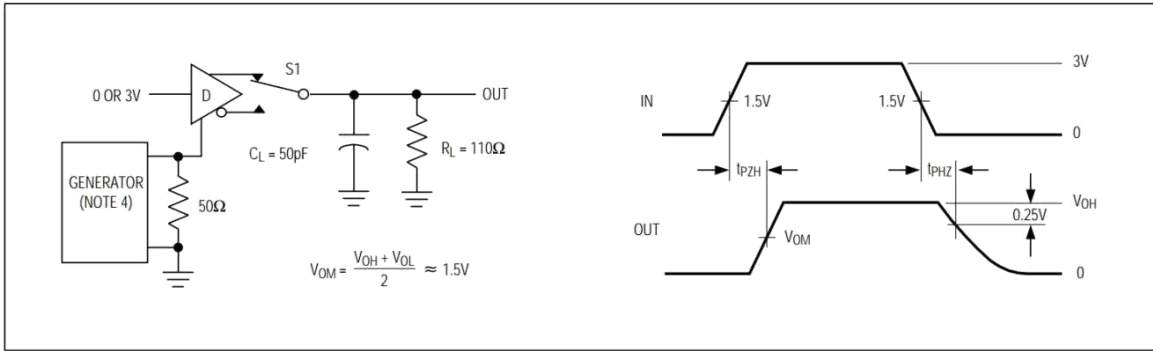 S1
0 OR 3V
D
OUT
C_L = 50pF
R_L = 110Ω
GENERATOR
(NOTE 4)
50Ω
V_OM = (V_OH + V_OL) / 2 ≈ 1.5V
3V
IN
1.5V
1.5V
0
t_PZH
t_PHZ
V_OH
0.25V
OUT
V_OM
0